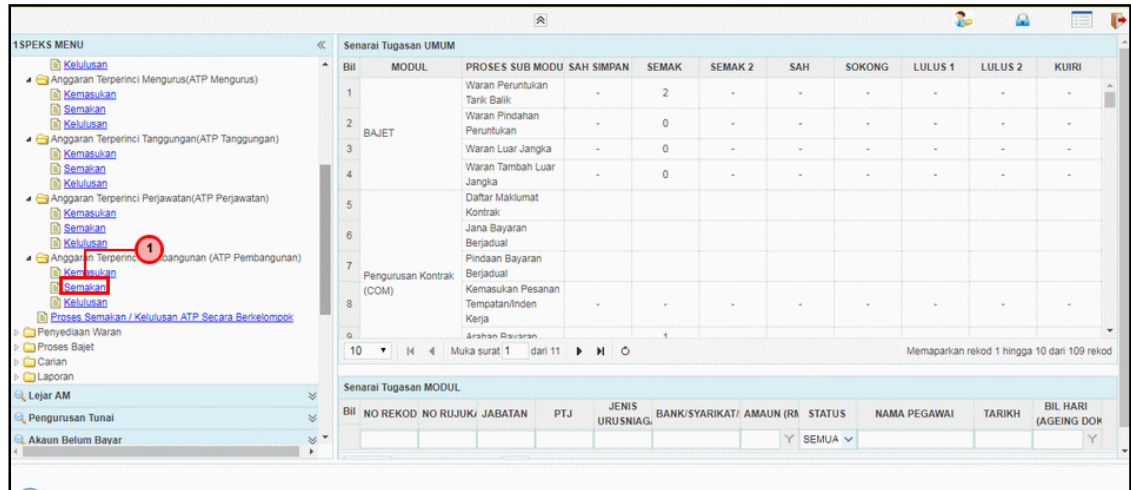 1SPEKS MENU
Kelulusan
Anggaran Terperinci Mengurus(ATP Mengurus)
Kemasukan
Semakan
Kelulusan
Anggaran Terperinci Tanggungan(ATP Tanggungan)
Kemasukan
Semakan
Kelulusan
Anggaran Terperinci Perjawatan(ATP Perjawatan)
Kemasukan
Semakan
Kelulusan
1
Anggaran (ATP Pembangunan)
Kemasukan
Semakan
Kelulusan
Proses Semakan / Kelulusan ATP Secara Berkelompok
Penyediaan Waran
Proses Bajet
Carian
Laporan
Lejar AM
Pengurusan Tunai
Akaun Belum Bayar
Senarai Tugasan UMUM
Bil MODUL PROSES SUB MODU SAH SIMPAN SEMAK SEMAK 2 SAH SOKONG LULUS 1 LULUS 2 KUIRI
BAJET
1 Waran Peruntukan
Tarik Balik - 2 - - - - - -
2 Waran Pindahan
Peruntukan - 0 - - - - - -
3 Waran Luar Jangka - 0 - - - - - -
4 Waran Tambah Luar
Jangka - 0 - - - - - -
Pengurusan Kontrak
(COM)
5 Daftar Maklumat
Kontrak
6 Jana Bayaran
Berjadual
7 Pindaan Bayaran
Berjadual
8 Kemasukan Pesanan
Tempatan/Inden
Kerja - - - - - - - -
9 Arahan Bayaran 1
10 Muka surat 1 dari 11 Memaparkan rekod 1 hingga 10 dari 109 rekod
Senarai Tugasan MODUL
Bil NO REKOD NO RUJUKA JABATAN PTJ JENIS
URUSNIAGA BANK/SYARIKAT/ AMAUN (RM STATUS NAMA PEGAWAI TARIKH BIL HARI
(AGEING DOK
SEMUA